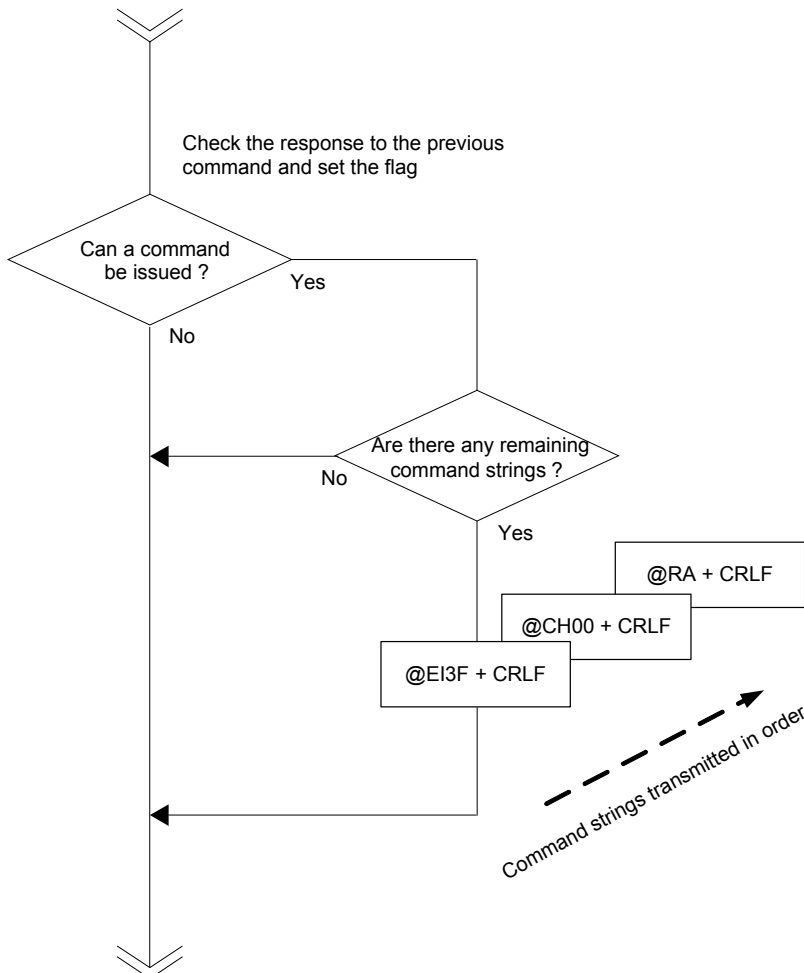 Check the response to the previous
command and set the flag
Can a command
be issued ?
Yes
No
Are there any remaining
command strings ?
No
Yes
@RA + CRLF
@CH00 + CRLF
@EI3F + CRLF
Command strings transmitted in order